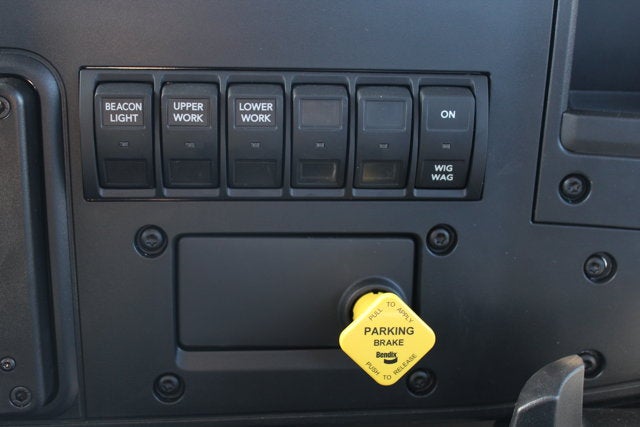 BEACON
LIGHT
UPPER
WORK
LOWER
WORK
ON
WIG
WAG
PULL TO APPLY
PARKING
BRAKE
Bendix
PUSH TO RELEASE